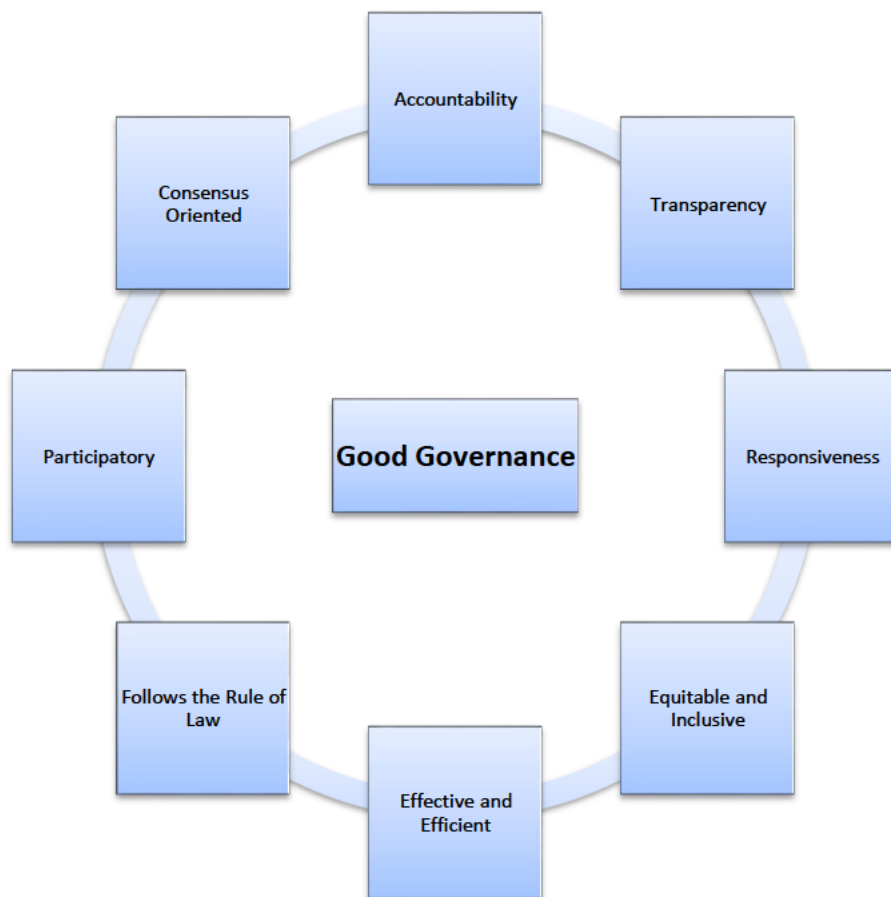 Accountability
Consensus
Oriented
Transparency
Participatory
Good Governance
Responsiveness
Follows the Rule of
Law
Equitable and
Inclusive
Effective and
Efficient